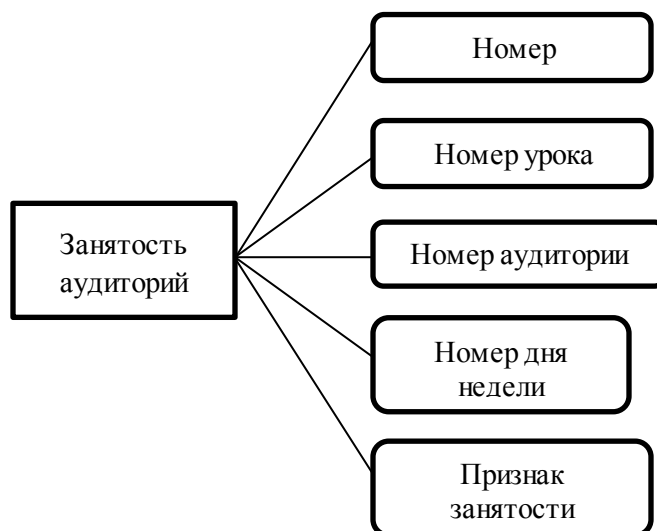 Номер
Номер урока
Занятость
аудиторий
Номер аудитории
Номер дня
недели
Признак
занятости